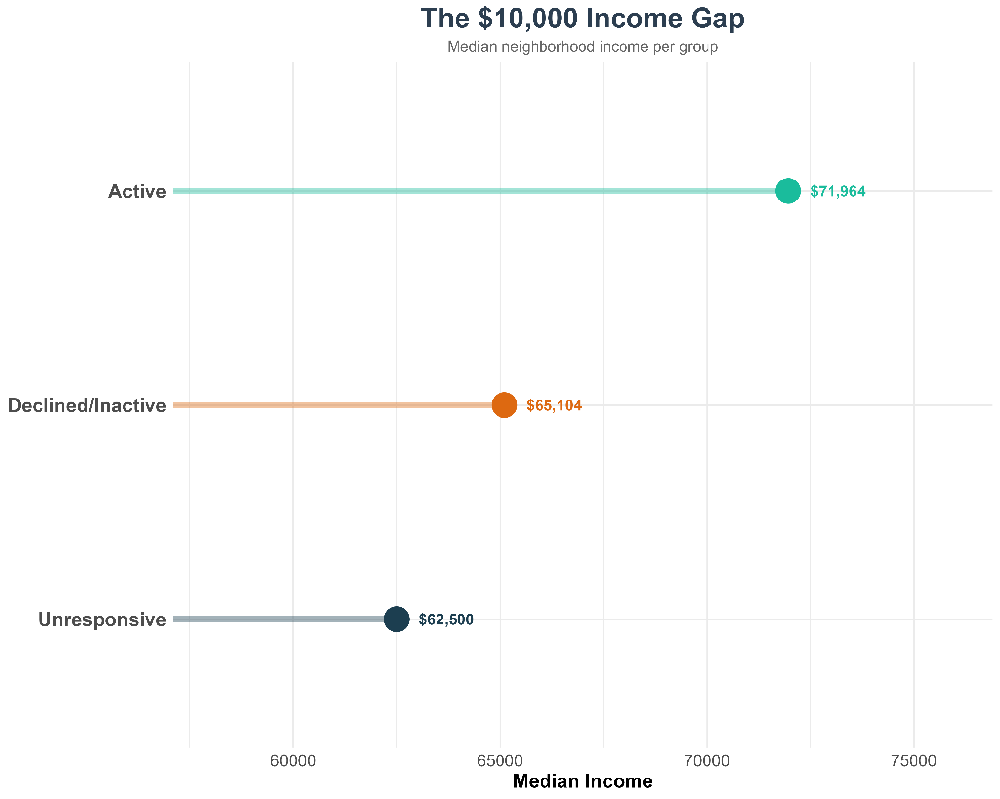 The $10,000 Income Gap
Median neighborhood income per group
Active
$71,964
Declined/Inactive
$65,104
Unresponsive
$62,500
60000
65000
70000
75000
Median Income